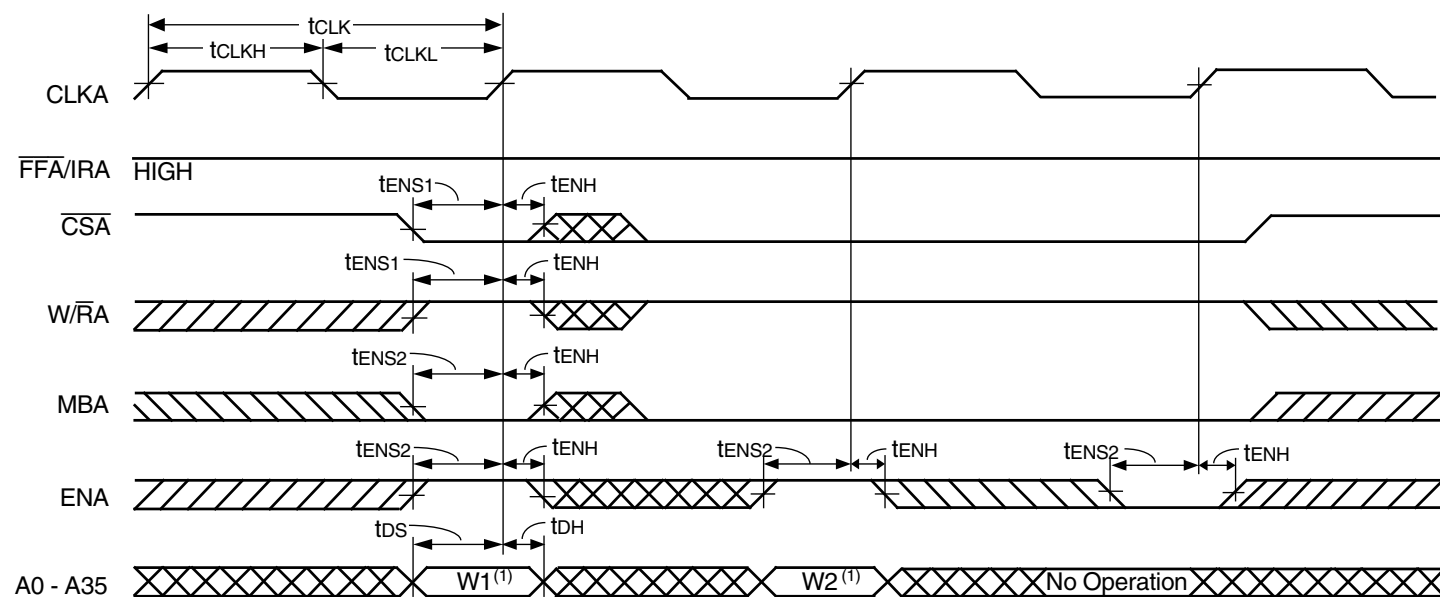 tCLK
tCLKH
tCLKL
CLKA
FFA/IRA
HIGH
tENS1
tENH
CSA
tENS1
tENH
W/RA
tENS2
tENH
MBA
tENS2
tENH
tENS2
tENH
tENS2
tENH
ENA
tDS
tDH
A0 - A35
W1(1)
W2(1)
No Operation